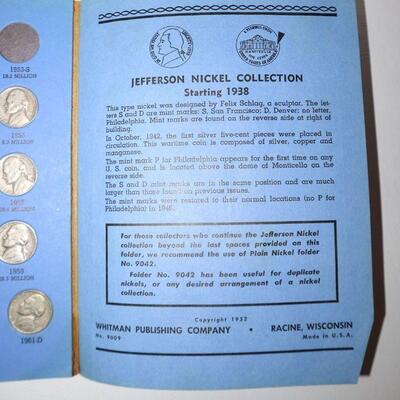 1953-S
19.2 MILLION
1955
1958
1959
1961-D
JEFFERSON NICKEL COLLECTION
Starting 1938
This type nickel was designed by Felix Schlag, a sculptor. The let-
ters S and D are mint marks; S, San Francisco; D, Denver; no letter,
Philadelphia. Mint marks are found on the reverse side at right of
building.
In October, 1942, the first silver five-cent pieces were placed in
circulation. This wartime coin is composed of silver, copper and
manganese.
The mint mark P for Philadelphia appears for the first time on any
U. S. coin, and is located above the dome of Monticello on the
reverse side.
The S and D mint marks are in the same position and are much
larger than those found on previous issues.
The mint marks were restored to their normal locations (no P for
Philadelphia) in 1946.
For those collectors who continue the Jefferson Nickel
collection beyond the last spaces provided on this
folder, we recommend the use of Plain Nickel folder
No. 9042.
Folder No. 9042 has been useful for duplicate
nickels, or any desired arrangement of a nickel
collection.
Copyright 1952
WHITMAN PUBLISHING COMPANY • RACINE, WISCONSIN
No. 9009
Made in U.S.A.